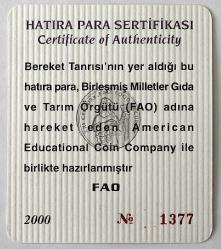 HATIRA PARA SERTİFİKASI
Certificate of Authenticity
Bereket Tanrısı'nın yer aldığı bu
hatıra para, Birleşmiş Milletler Gıda
ve Tarım Örgütü (FAO) adına
hareket eden American
Educational Coin Company ile
birlikte hazırlanmıştır
FAO
2000 № 1377